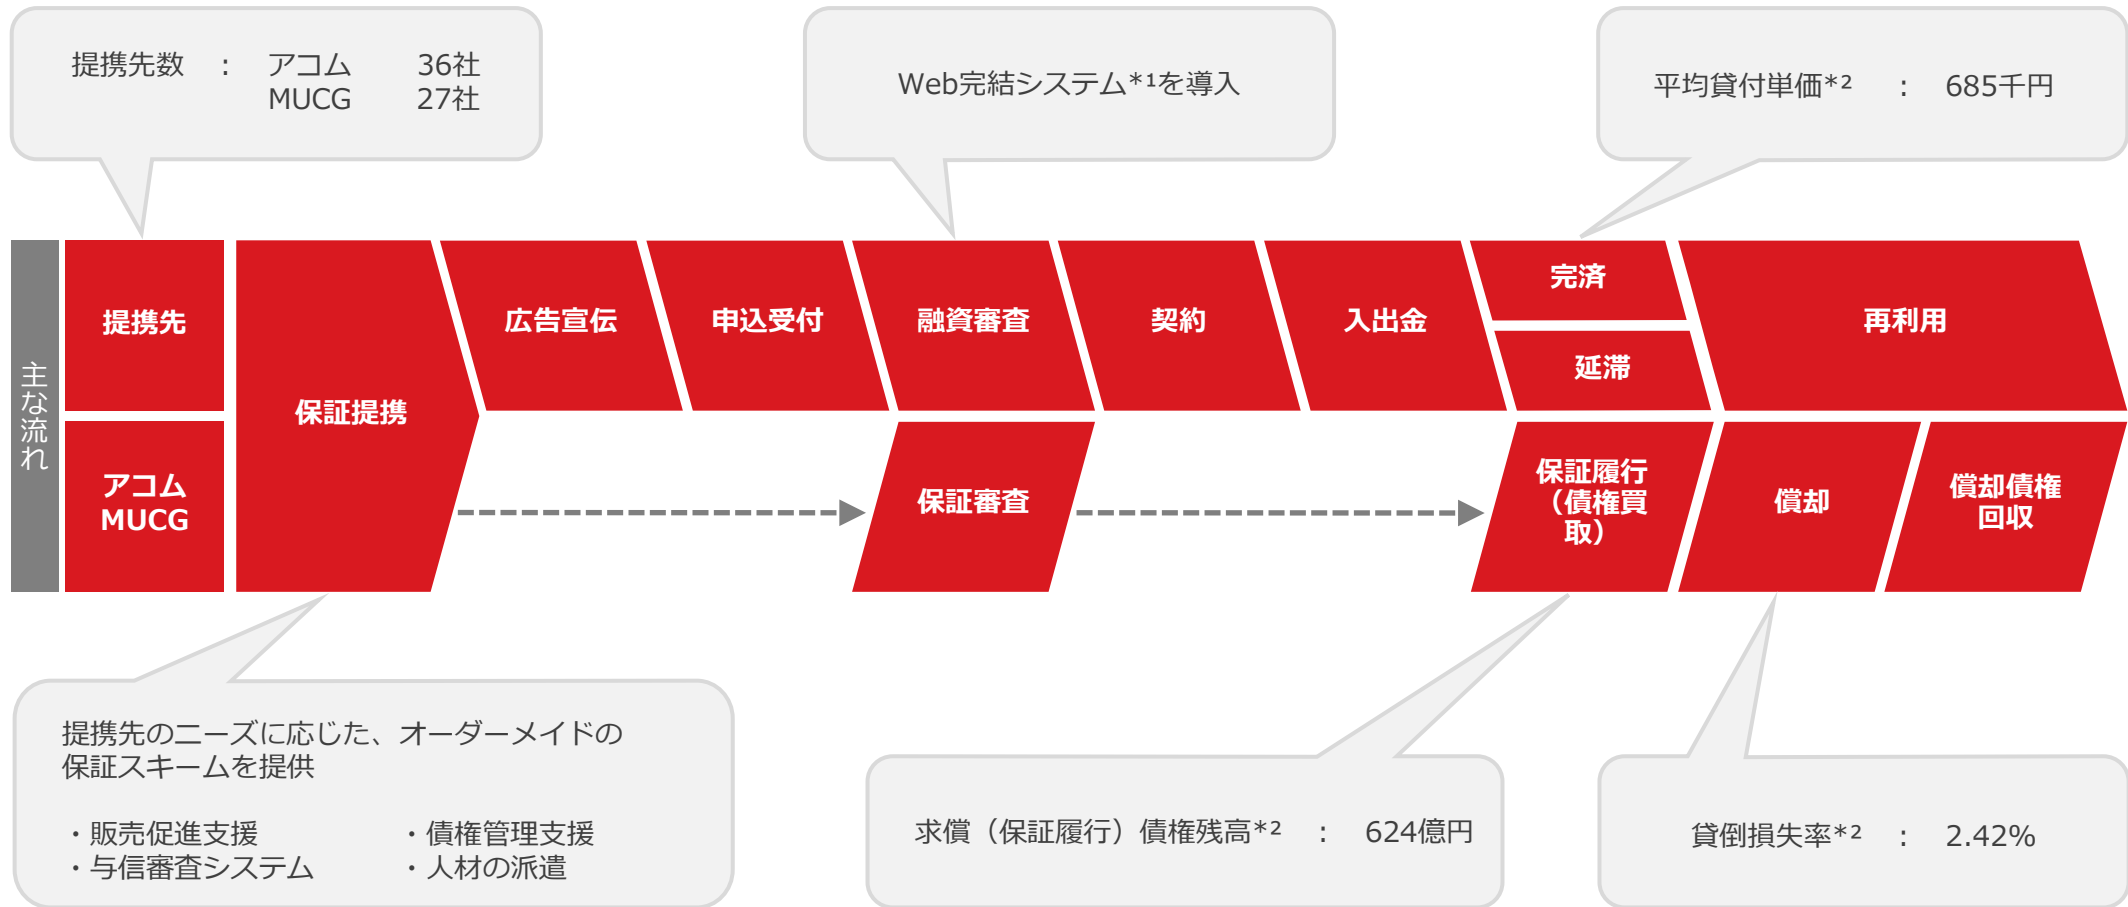 提携先数 : アコム 36社
MUCG 27社
Web完結システム*¹を導入
平均貸付単価*² : 685千円
主な流れ
提携先
アコム
MUCG
保証提携
広告宣伝
申込受付
融資審査
契約
入出金
完済
延滞
再利用
保証審査
保証履行
(債権買
取)
償却
償却債権
回収
提携先のニーズに応じた、オーダーメイドの
保証スキームを提供
・販売促進支援 ・債権管理支援
・与信審査システム ・人材の派遣
求償（保証履行）債権残高*² : 624億円
貸倒損失率*² : 2.42%